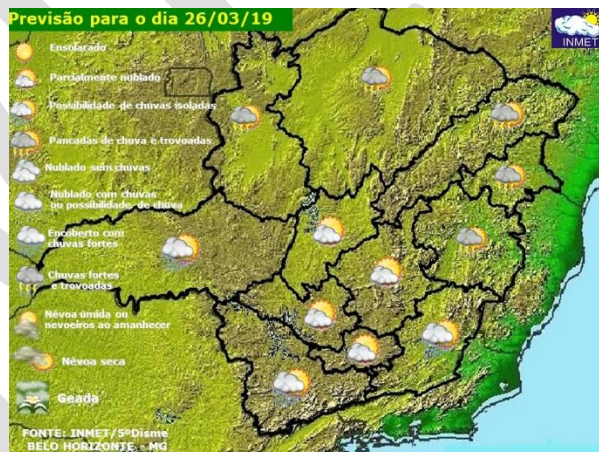 Previsão para o dia 26/03/19
INMET
Ensolarado
Parcialmente nublado
Possibilidade de chuvas isoladas
Pancadas de chuva e trovoadas
Nublado sem chuvas
Nublado com chuvas
ou possibilidade de chuva
Encoberto com
chuvas fortes
Chuvas fortes
e trovoadas
Névoa úmida ou
nevoeiros ao amanhecer
Névoa seca
Geada
FONTE: INMET/5ºDisme
BELO HORIZONTE - MG